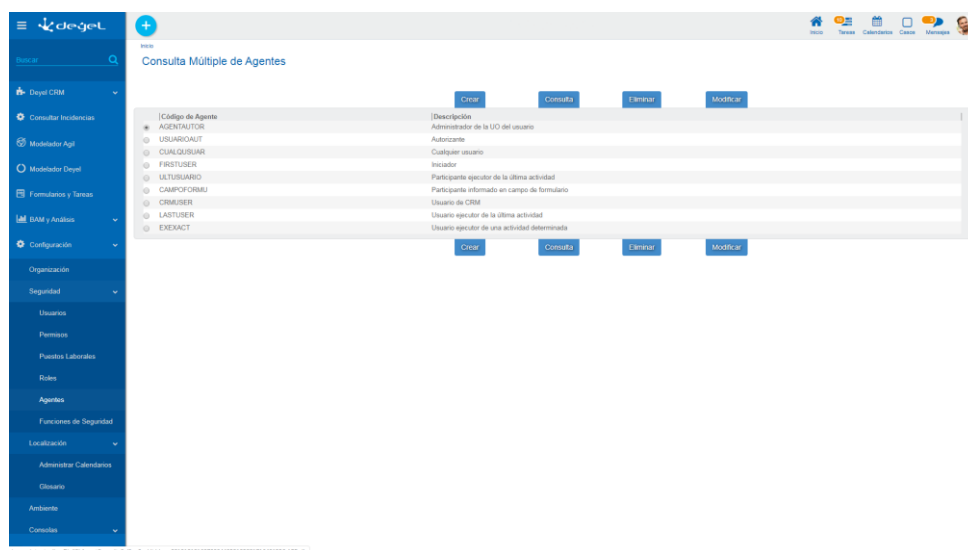 deyel
Inicio
Tareas
Calendarios
Casos
Mensajes
Buscar
Inicio
Consulta Múltiple de Agentes
Deyel CRM
Consultar Incidencias
Modelador Agil
Modelador Deyel
Formularios y Tareas
BAM y Análisis
Configuración
Organización
Seguridad
Usuarios
Permisos
Puestos Laborales
Roles
Agentes
Funciones de Seguridad
Localización
Administrar Calendarios
Glosario
Ambiente
Consolas
Crear Consulta Eliminar Modificar
Código de Agente Descripción
AGENTAUTOR Administrador de la UO del usuario
USUARIOAUT Autorizante
CUALQUSUAR Cualquier usuario
FIRSTUSER Iniciador
ULTUSUARIO Participante ejecutor de la última actividad
CAMPOFORMU Participante informado en campo de formulario
CRMUSER Usuario de CRM
LASTUSER Usuario ejecutor de la última actividad
EXEXACT Usuario ejecutor de una actividad determinada
Crear Consulta Eliminar Modificar